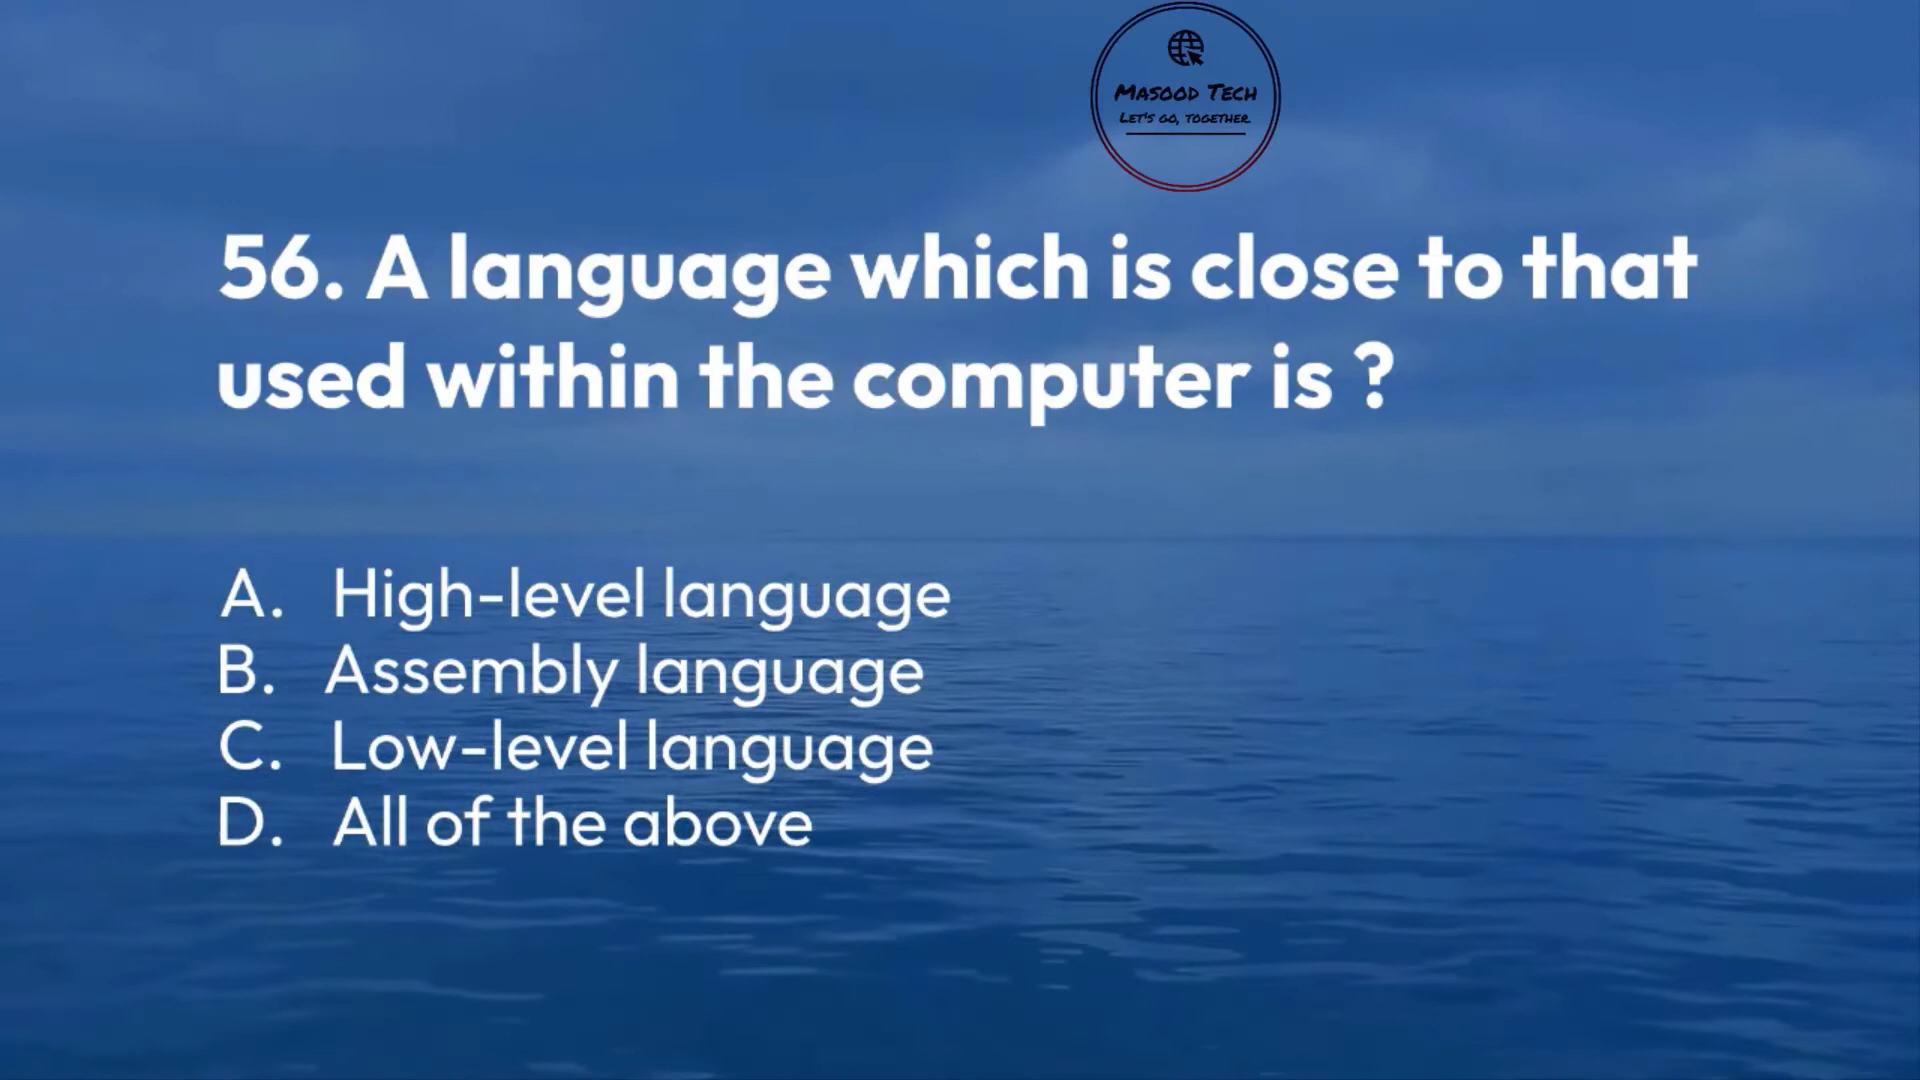 MASOOD TECH
LET'S GO, TOGETHER
56. A language which is close to that
used within the computer is ?
A. High-level language
B. Assembly language
C. Low-level language
D. All of the above